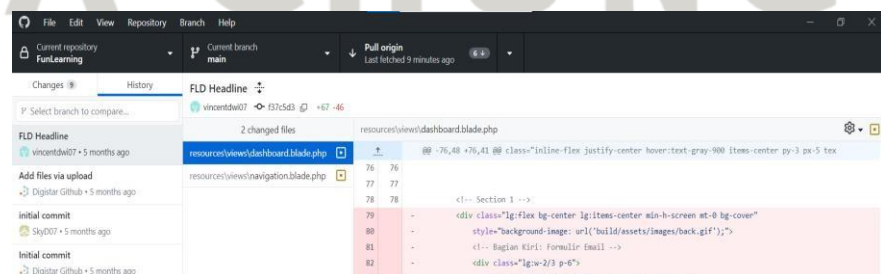 File Edit View Repository Branch Help
Current repository
FunLearning
Current branch
main
Pull origin
Last fetched 9 minutes ago
6
Changes 9 History
Select branch to compare...
FLD Headline
vincentdwi07 • 5 months ago
Add files via upload
Digistar Github • 5 months ago
initial commit
SkyD07 • 5 months ago
Initial commit
Digistar Github • 5 months ago
FLD Headline
vincentdwi07 f37c5d3 +67 -46
2 changed files
resources\views\dashboard.blade.php
resources\views\navigation.blade.php
resources\views\dashboard.blade.php
@@ -76,48 +76,41 @@ class="inline-flex justify-center hover:text-gray-900 items-center py-3 px-5 tex
76 76
77 77
78 78 <!-- Section 1 -->
79 - <div class="lg:flex bg-center lg:items-center min-h-screen mt-0 bg-cover"
80 - style="background-image: url('build/assets/images/back.gif');">
81 - <!-- Bagian Kiri: Formulir Email -->
82 - <div class="lg:w-2/3 p-6">